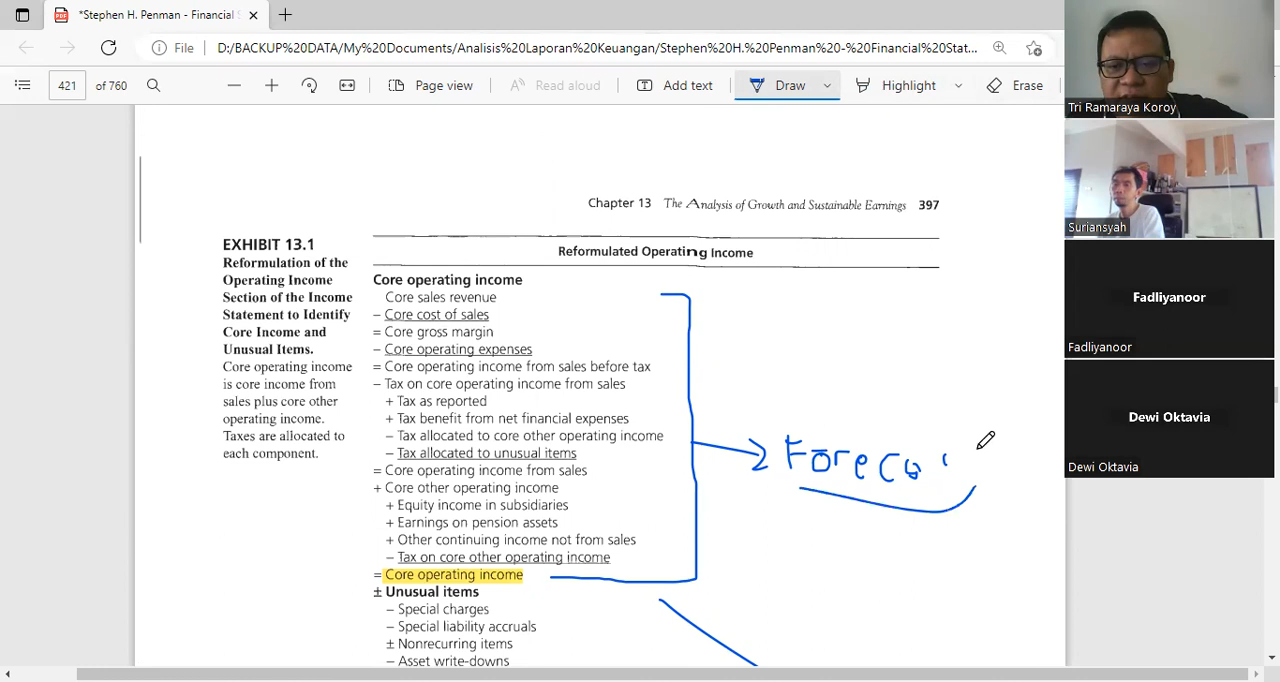 *Stephen H. Penman - Financial S
File D:/BACKUP%20DATA/My%20Documents/Analisis%20Laporan%20Keuangan/Stephen%20H.%20Penman%20-%20Financial%20Stat...
421 of 760 Page view Read aloud Add text Draw Highlight Erase
Chapter 13 The Analysis of Growth and Sustainable Earnings 397
EXHIBIT 13.1
Reformulation of the
Operating Income
Section of the Income
Statement to Identify
Core Income and
Unusual Items.
Core operating income
is core income from
sales plus core other
operating income.
Taxes are allocated to
each component.
Reformulated Operating Income
Core operating income
Core sales revenue
− Core cost of sales
= Core gross margin
− Core operating expenses
= Core operating income from sales before tax
− Tax on core operating income from sales
+ Tax as reported
+ Tax benefit from net financial expenses
− Tax allocated to core other operating income
− Tax allocated to unusual items
= Core operating income from sales
+ Core other operating income
+ Equity income in subsidiaries
+ Earnings on pension assets
+ Other continuing income not from sales
− Tax on core other operating income
= Core operating income
± Unusual items
− Special charges
− Special liability accruals
± Nonrecurring items
− Asset write-downs
Tri Ramaraya Koroy
Suriansyah
Fadliyanoor
Fadliyanoor
Dewi Oktavia
Dewi Oktavia